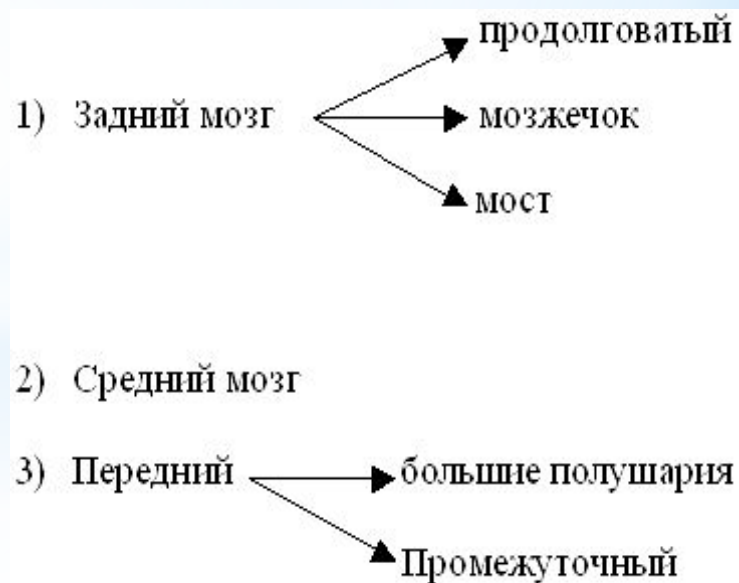 продолговатый
1) Задний мозг
мозжечок
мост
2) Средний мозг
3) Передний
большие полушария
Промежуточный